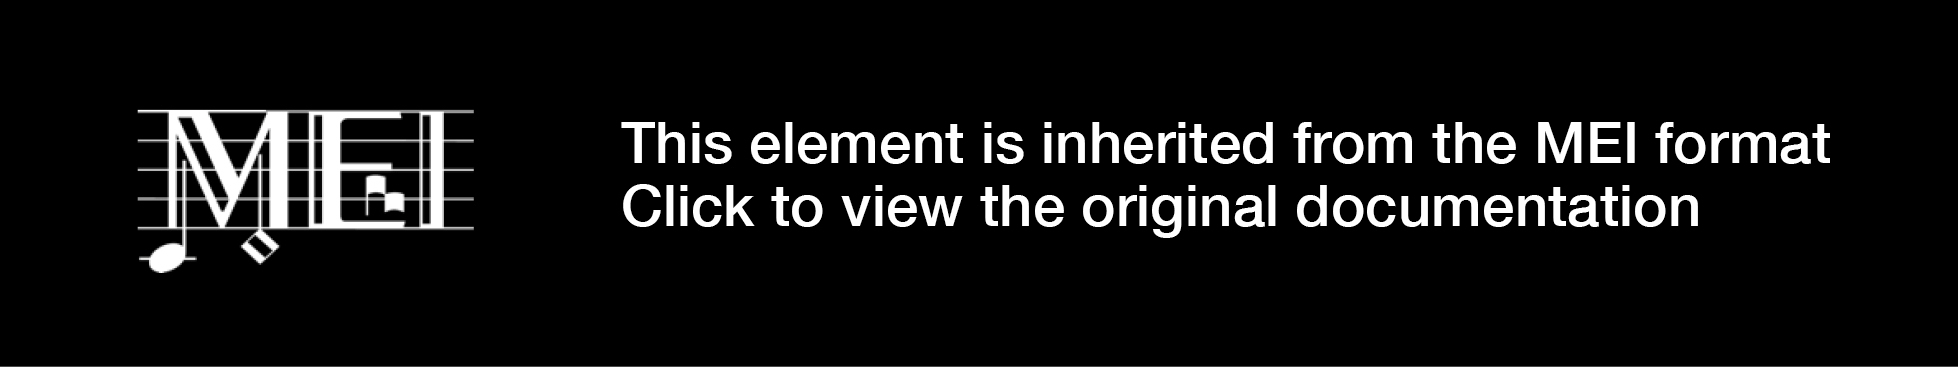 MEI
This element is inherited from the MEI format
Click to view the original documentation